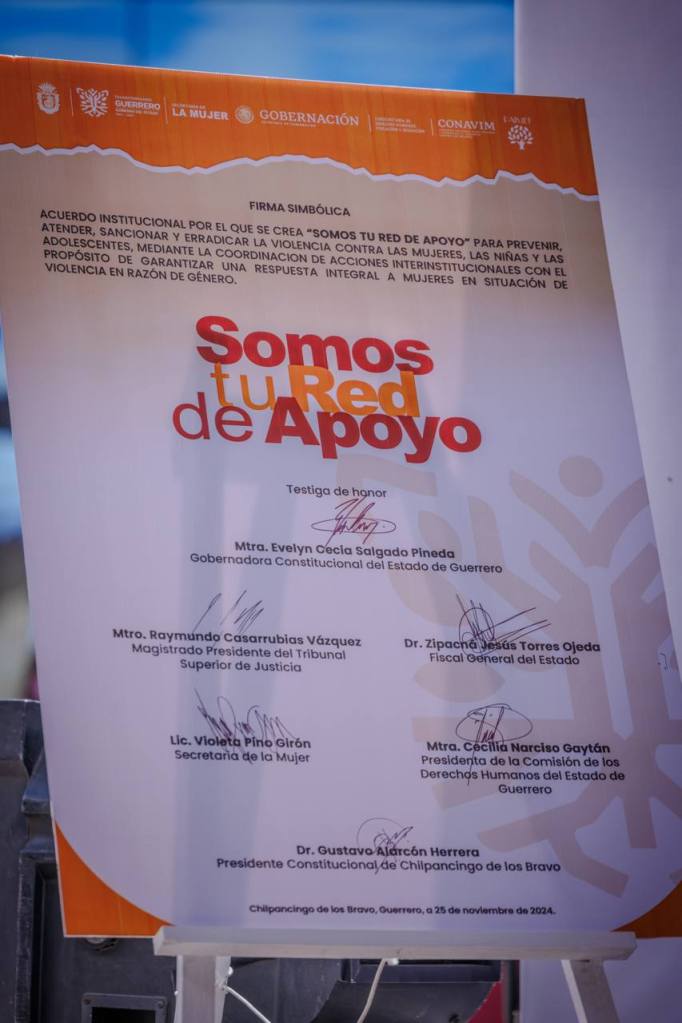 TRANSFORMANDO
GUERRERO
GOBIERNO DEL ESTADO
SECRETARÍA DE
LA MUJER
GOBERNACIÓN
CONAVIM
FIRMA SIMBÓLICA
ACUERDO INSTITUCIONAL POR EL QUE SE CREA “SOMOS TU RED DE APOYO” PARA PREVENIR,
ATENDER, SANCIONAR Y ERRADICAR LA VIOLENCIA CONTRA LAS MUJERES, LAS NIÑAS Y LAS
ADOLESCENTES, MEDIANTE LA COORDINACION DE ACCIONES INTERINSTITUCIONALES CON EL
PROPÓSITO DE GARANTIZAR UNA RESPUESTA INTEGRAL A MUJERES EN SITUACIÓN DE
VIOLENCIA EN RAZÓN DE GÉNERO.
Somos
tu Red
de Apoyo
Testiga de honor
Mtra. Evelyn Cecia Salgado Pineda
Gobernadora Constitucional del Estado de Guerrero
Mtro. Raymundo Casarrubias Vázquez
Magistrado Presidente del Tribunal
Superior de Justicia
Dr. Zipacná Jesús Torres Ojeda
Fiscal General del Estado
Lic. Violeta Pino Girón
Secretaria de la Mujer
Mtra. Cecilia Narciso Gaytán
Presidenta de la Comisión de los
Derechos Humanos del Estado de
Guerrero
Dr. Gustavo Alarcón Herrera
Presidente Constitucional de Chilpancingo de los Bravo
Chilpancingo de los Bravo, Guerrero, a 25 de noviembre de 2024.